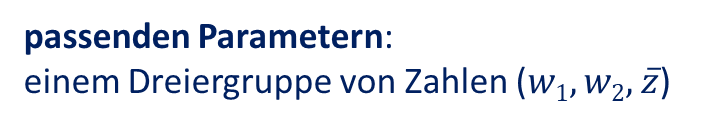 passenden Parametern:
einem Dreiergruppe von Zahlen (w₁, w₂, z̄)